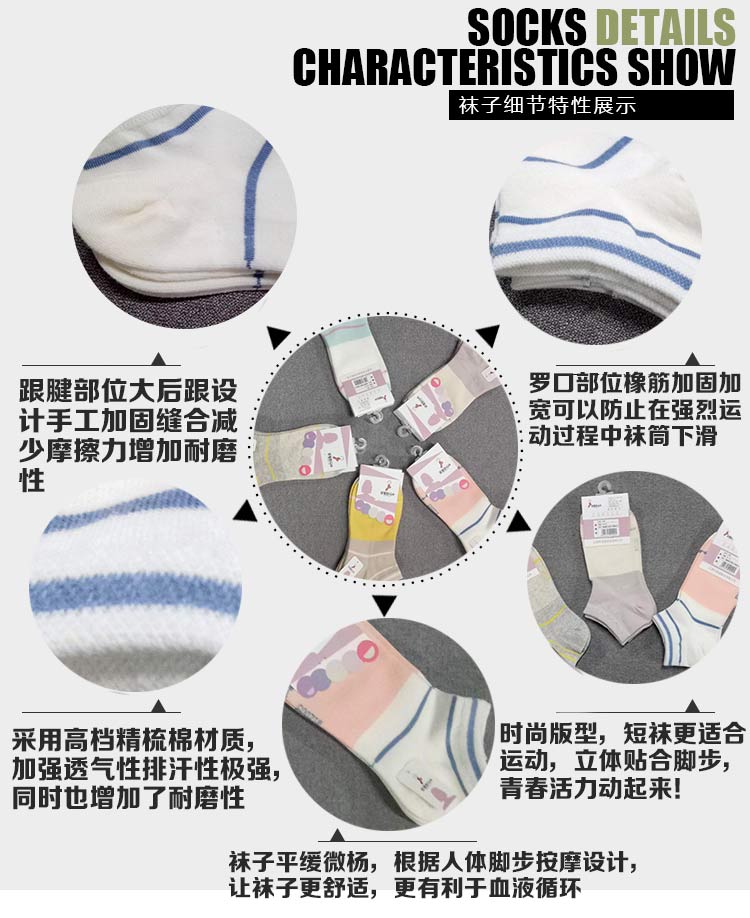 SOCKS DETAILS
CHARACTERISTICS SHOW
袜子细节特性展示
跟腱部位大后跟设
计手工加固缝合减
少摩擦力增加耐磨
性
罗口部位橡筋加固加
宽可以防止在强烈运
动过程中袜筒下滑
采用高档精梳棉材质，
加强透气性排汗性极强，
同时也增加了耐磨性
时尚版型，短袜更适合
运动，立体贴合脚步，
青春活力动起来！
袜子平缓微杨，根据人体脚步按摩设计，
让袜子更舒适，更有利于血液循环